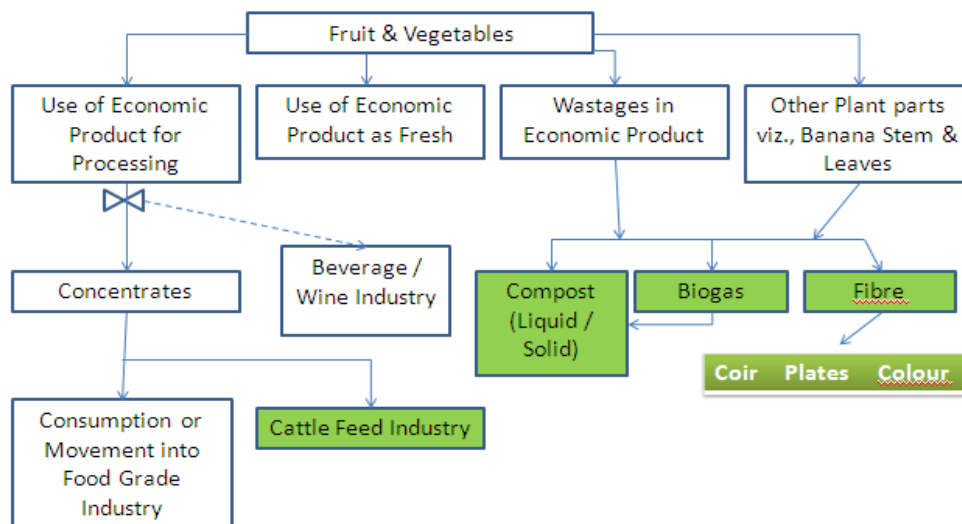 Fruit & Vegetables
Use of Economic
Product for
Processing
Use of Economic
Product as Fresh
Wastages in
Economic Product
Other Plant parts
viz., Banana Stem &
Leaves
Concentrates
Beverage /
Wine Industry
Compost
(Liquid /
Solid)
Biogas
Fibre
Coir Plates Colour
Consumption or
Movement into
Food Grade
Industry
Cattle Feed Industry